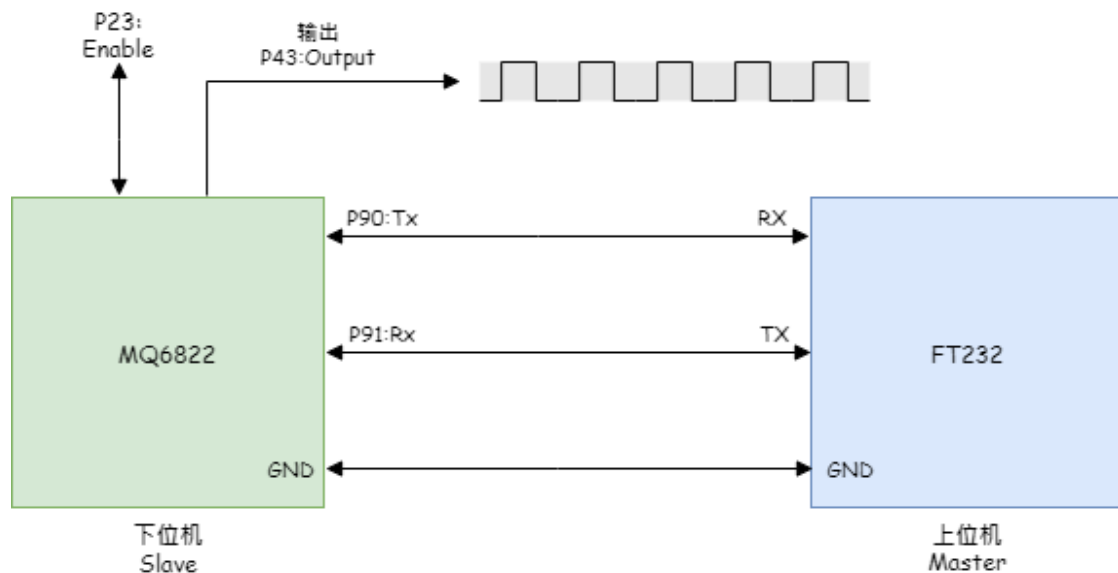 P23:
Enable
输出
P43:Output
P90:Tx
RX
P91:Rx
TX
MQ6822
FT232
GND
GND
下位机
Slave
上位机
Master